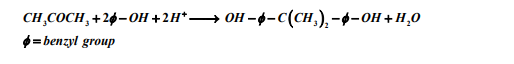 CH₃COCH₃ + 2ϕ–OH + 2H⁺ ⟶ OH–ϕ–C(CH₃)₂–ϕ–OH + H₂O
ϕ = benzyl group